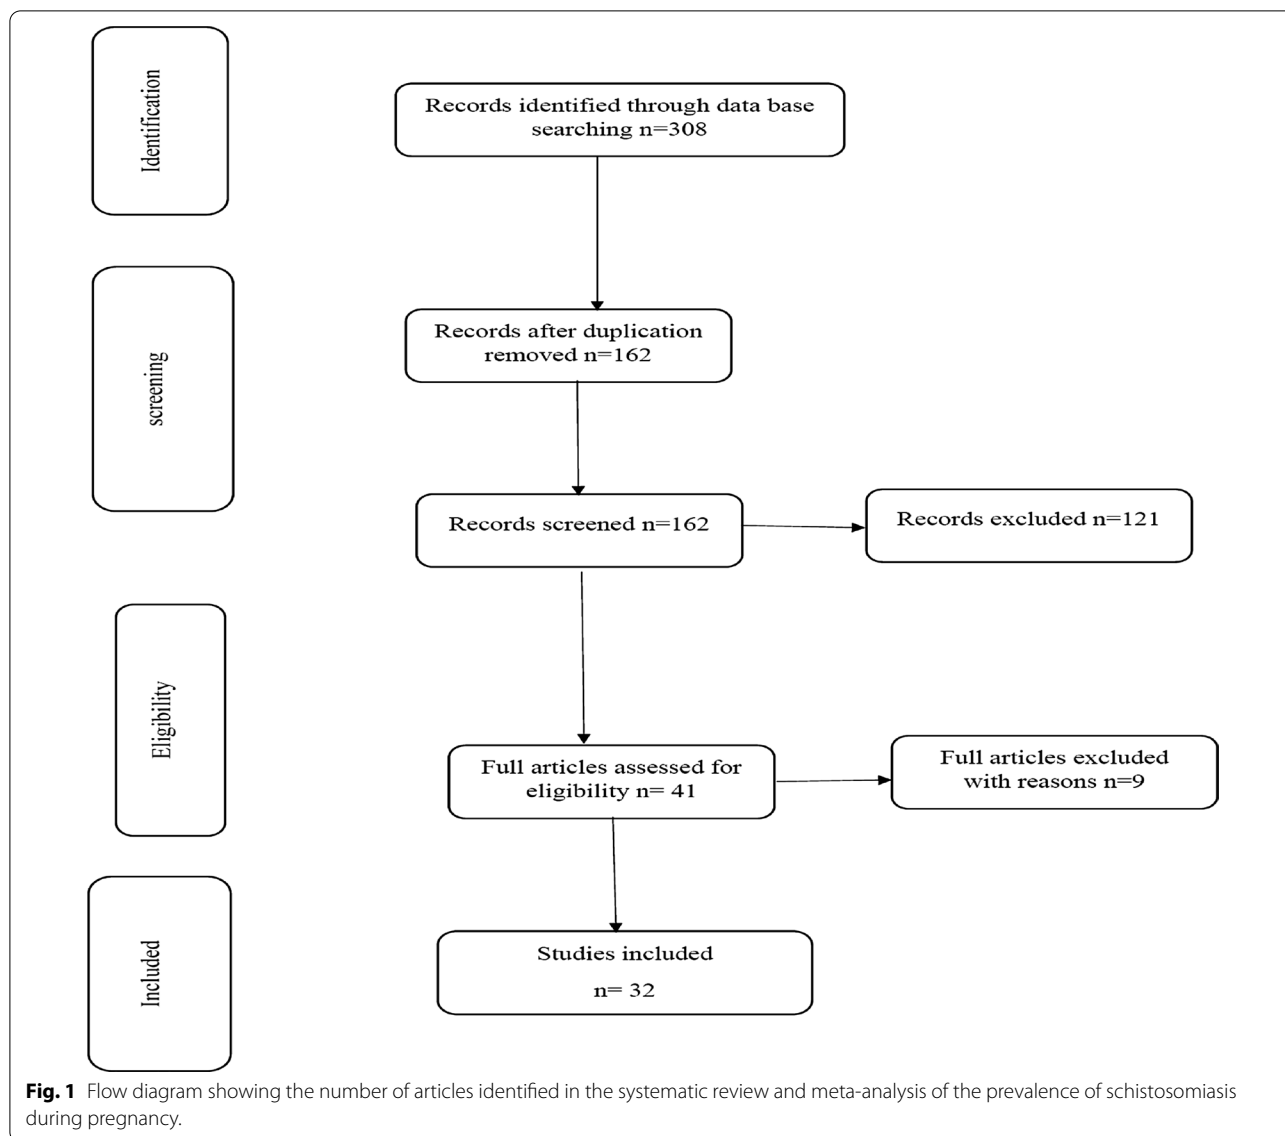 Identification
Records identified through data base
searching n=308
screening
Records after duplication
removed n=162
Records screened n=162
Records excluded n=121
Eligibility
Full articles assessed for
eligibility n= 41
Full articles excluded
with reasons n=9
Included
Studies included
n= 32
Fig. 1 Flow diagram showing the number of articles identified in the systematic review and meta-analysis of the prevalence of schistosomiasis
during pregnancy.